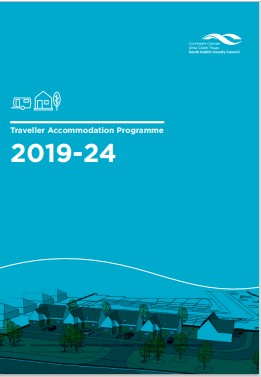 Comhairle Contae
Átha Cliath Theas
South Dublin County Council
Traveller Accommodation Programme
2019-24